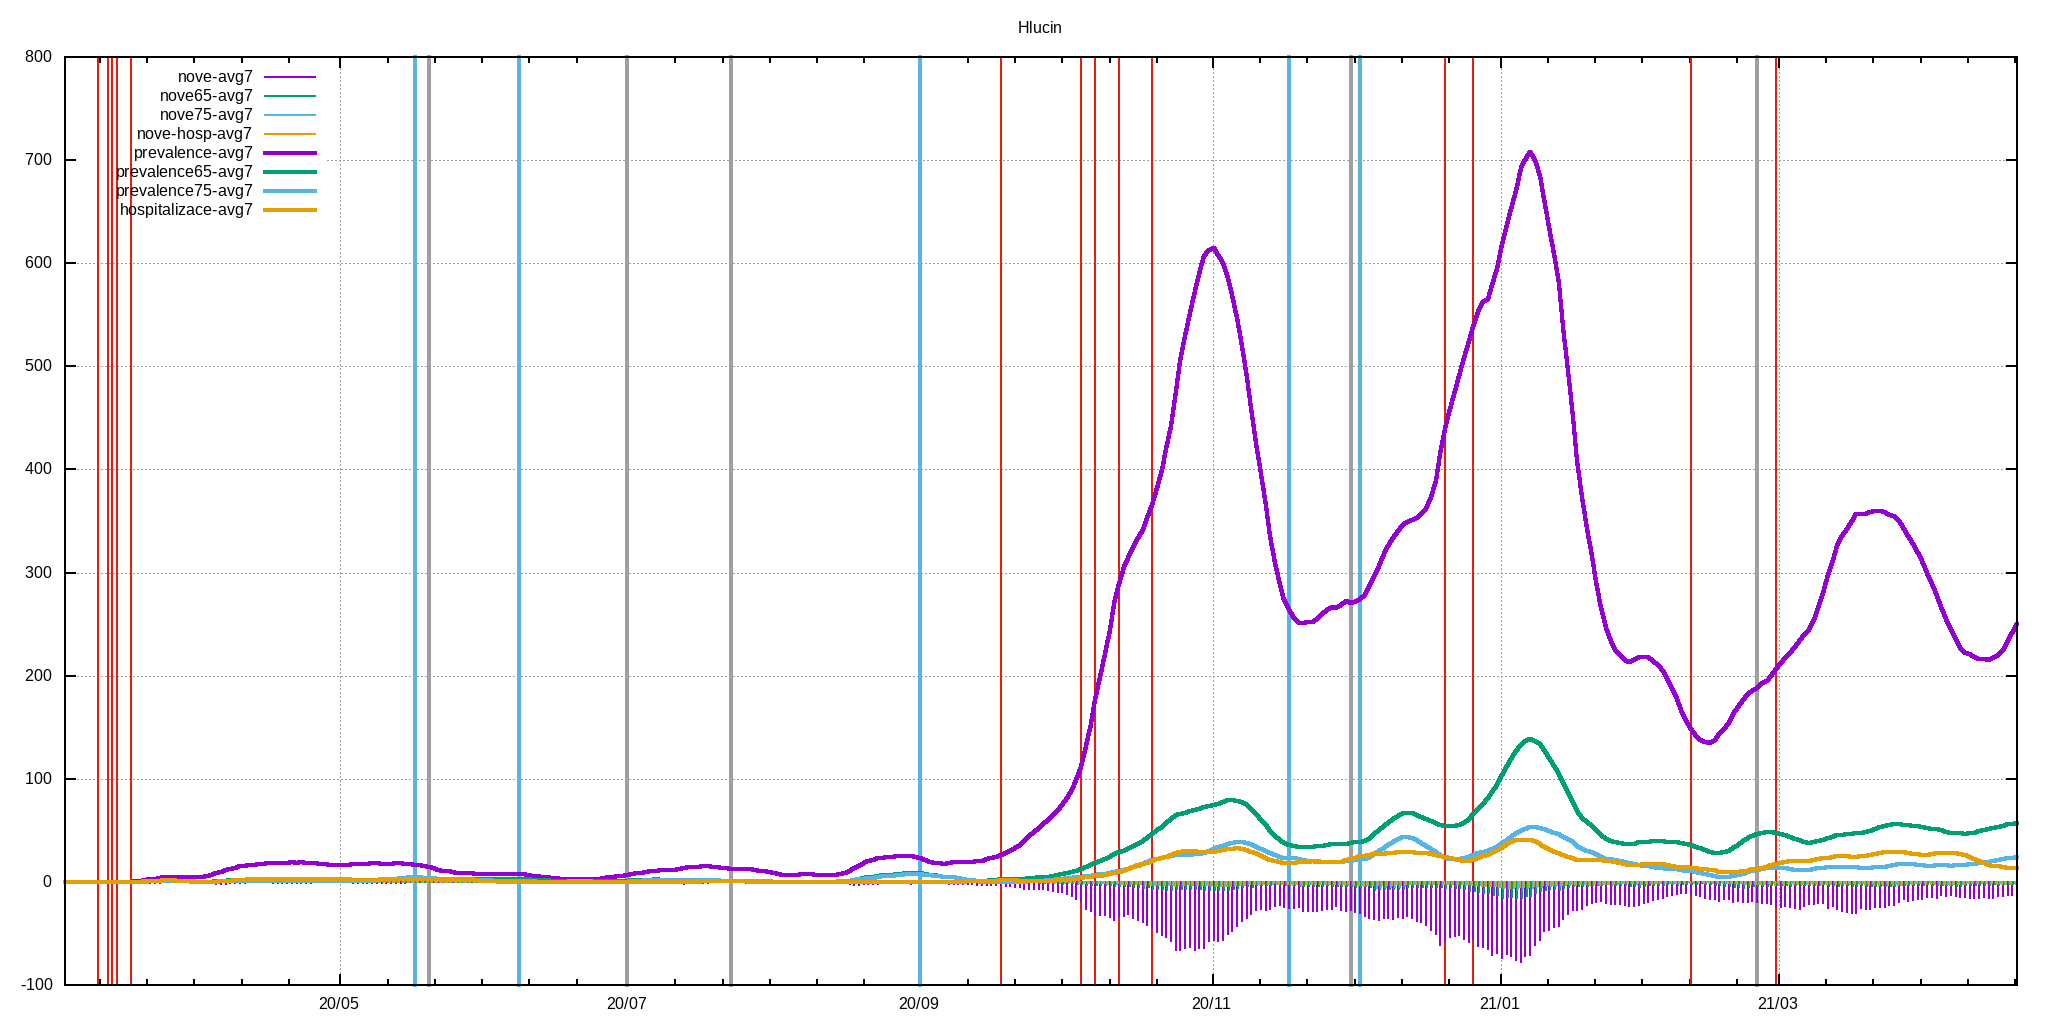 Hlucin
800
700
600
500
400
300
200
100
0
-100
nove-avg7
nove65-avg7
nove75-avg7
nove-hosp-avg7
prevalence-avg7
prevalence65-avg7
prevalence75-avg7
hospitalizace-avg7
20/05 20/07 20/09 20/11 21/01 21/03